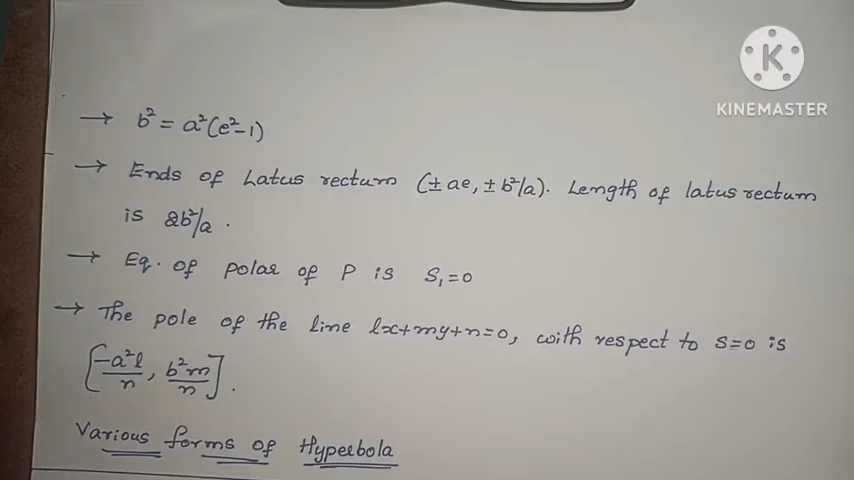 K
KINEMASTER
→ b² = a²(e²-1)
→ Ends of Latus rectum (± ae, ± b²/a). Length of latus rectum
is 2b²/a .
→ Eq. of polar of P is S₁=0
→ The pole of the line lx+my+n=0, with respect to S=0 is
[-a²l/n, b²m/n].
Various forms of Hyperbola